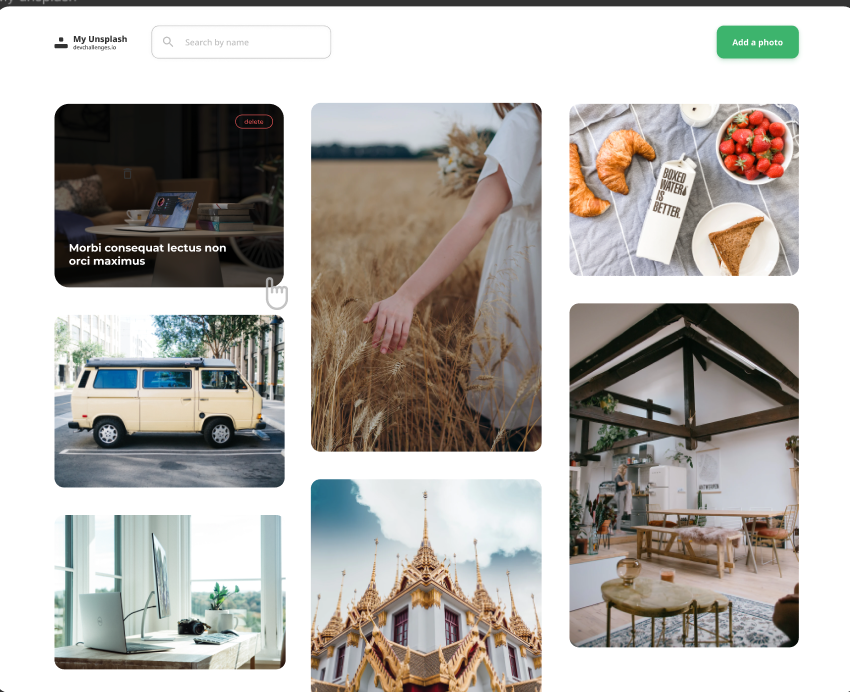 My Unsplash
devchallenges.io
Search by name
Add a photo
delete
Morbi consequat lectus non
orci maximus
BOXED
WATER
IS
BETTER.